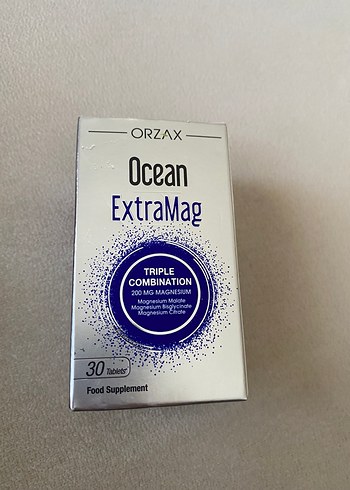 ORZAX
Ocean
ExtraMag
TRIPLE
COMBINATION
200 MG MAGNESIUM
Magnesium Malate
Magnesium Bisglycinate
Magnesium Citrate
30 Tablets
Food Supplement